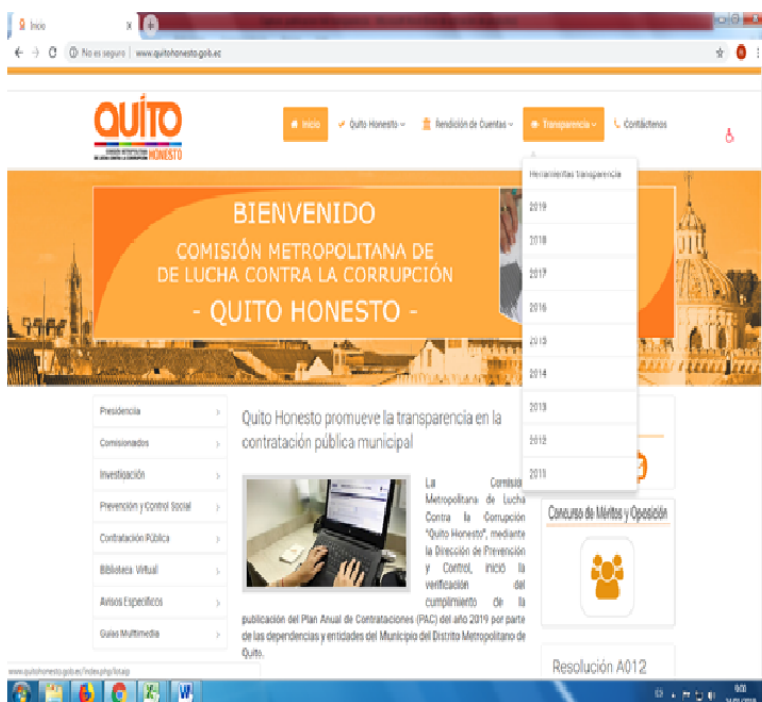 Inicio
No es seguro | www.quitohonesto.gob.ec
QUITO
HONESTO
Inicio
Quito Honesto
Rendición de Cuentas
Transparencia
Contáctenos
Herramientas transparencia
2019
2018
2017
2016
2015
2014
2013
2012
2011
BIENVENIDO
COMISIÓN METROPOLITANA DE
DE LUCHA CONTRA LA CORRUPCIÓN
- QUITO HONESTO -
Presidencia
Comisionados
Investigación
Prevención y Control Social
Contratación Pública
Biblioteca Virtual
Avisos Específicos
Guías Multimedia
Quito Honesto promueve la transparencia en la
contratación pública municipal
La Comisión
Metropolitana de Lucha
Contra la Corrupción
"Quito Honesto", mediante
la Dirección de Prevención
y Control, inició la
verificación del
cumplimiento de la
publicación del Plan Anual de Contrataciones (PAC) del año 2019 por parte
de las dependencias y entidades del Municipio del Distrito Metropolitano de
Quito.
Concurso de Méritos y Oposición
Resolución A012
www.quitohonesto.gob.ec/index.php/lotaip
ES
9:00